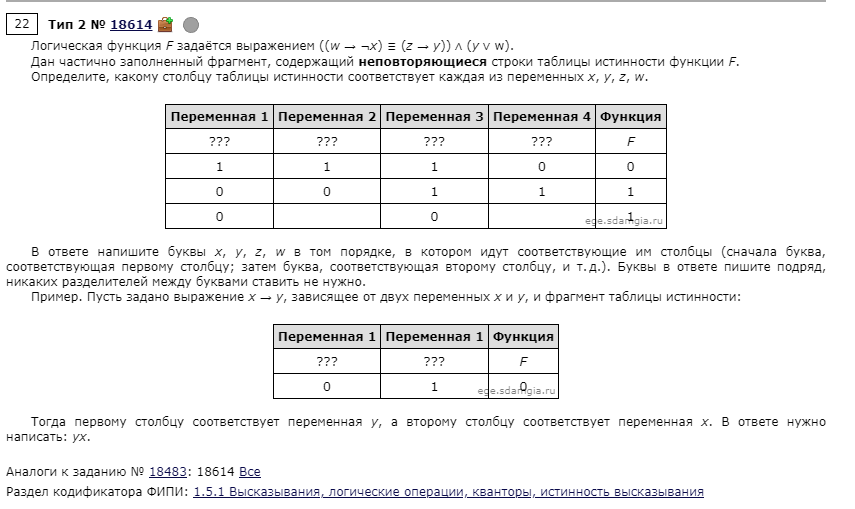 22 Тип 2 № 18614
Логическая функция F задаётся выражением ((w → ¬x) ≡ (z → y)) ∧ (y ∨ w).
Дан частично заполненный фрагмент, содержащий неповторяющиеся строки таблицы истинности функции F.
Определите, какому столбцу таблицы истинности соответствует каждая из переменных x, y, z, w.
Переменная 1 Переменная 2 Переменная 3 Переменная 4 Функция
??? ??? ??? ??? F
1 1 1 0 0
0 0 1 1 1
0 0 1
ege.sdamgia.ru
В ответе напишите буквы x, y, z, w в том порядке, в котором идут соответствующие им столбцы (сначала буква,
соответствующая первому столбцу; затем буква, соответствующая второму столбцу, и т. д.). Буквы в ответе пишите подряд,
никаких разделителей между буквами ставить не нужно.
Пример. Пусть задано выражение x → y, зависящее от двух переменных x и y, и фрагмент таблицы истинности:
Переменная 1 Переменная 1 Функция
??? ??? F
0 1 0
ege.sdamgia.ru
Тогда первому столбцу соответствует переменная y, а второму столбцу соответствует переменная x. В ответе нужно
написать: yx.
Аналоги к заданию № 18483: 18614 Все
Раздел кодификатора ФИПИ: 1.5.1 Высказывания, логические операции, кванторы, истинность высказывания